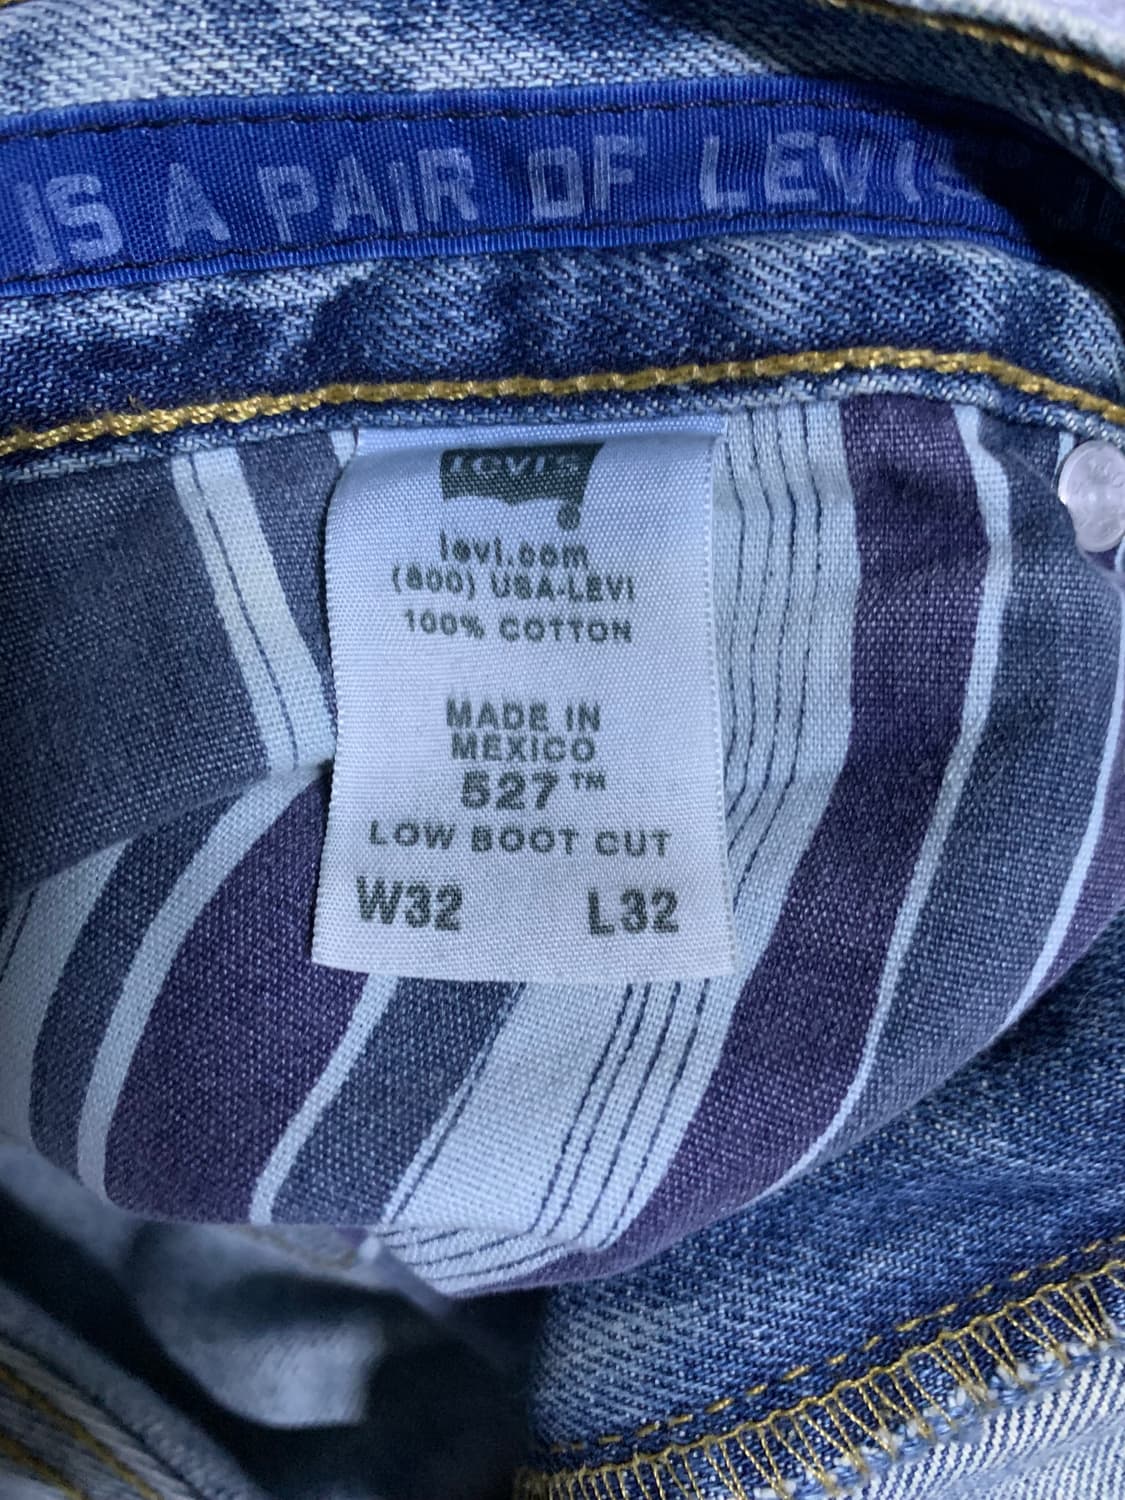 IS A PAIR OF LEVI'S
LEVI'S
®
levi.com
(800) USA-LEVI
100% COTTON
MADE IN
MEXICO
527™
LOW BOOT CUT
W32 L32